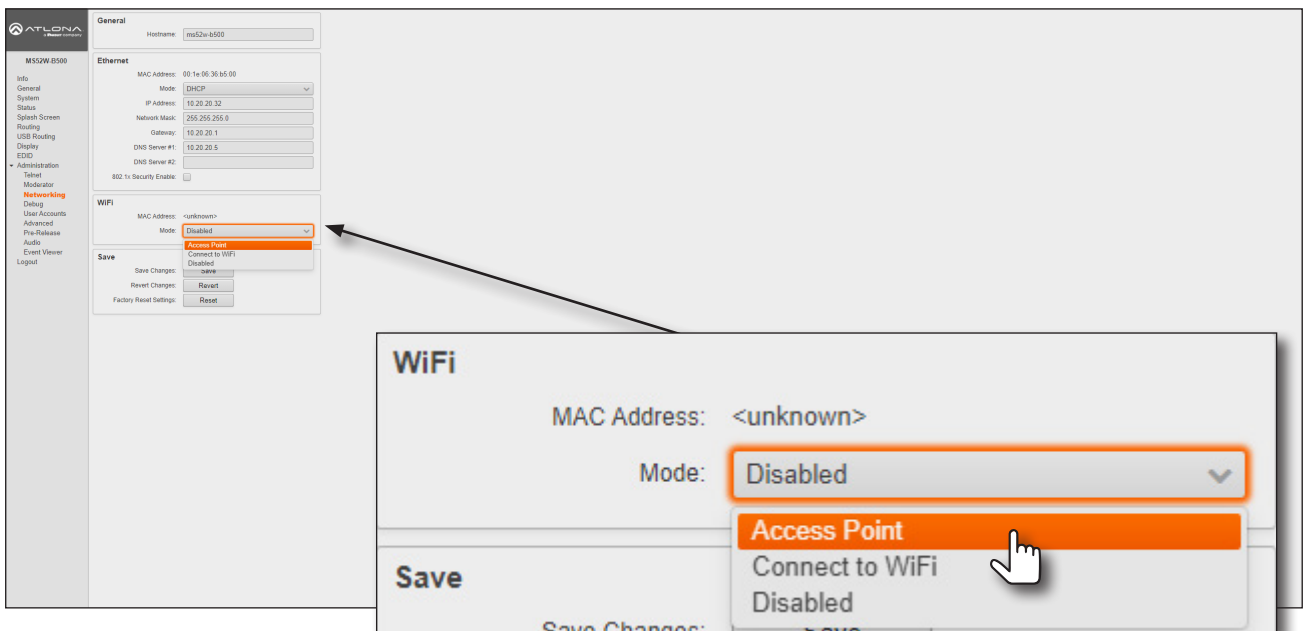 ATLONA
a Panduit company
MS52W-B500
Info
General
System
Status
Splash Screen
Routing
USB Routing
Display
EDID
Administration
Telnet
Moderator
Networking
Debug
User Accounts
Advanced
Pre-Release
Audio
Event Viewer
Logout
General
Hostname: ms52w-b500
Ethernet
MAC Address: 00:1e:06:36:b5:00
Mode: DHCP
IP Address: 10.20.20.32
Network Mask: 255.255.255.0
Gateway: 10.20.20.1
DNS Server #1: 10.20.20.5
DNS Server #2:
802.1x Security Enable:
WiFi
MAC Address: <unknown>
Mode: Disabled
Access Point
Connect to WiFi
Disabled
Save
Save Changes: Save
Revert Changes: Revert
Factory Reset Settings: Reset
WiFi
MAC Address: <unknown>
Mode: Disabled
Access Point
Connect to WiFi
Disabled
Save
Save Changes: Save